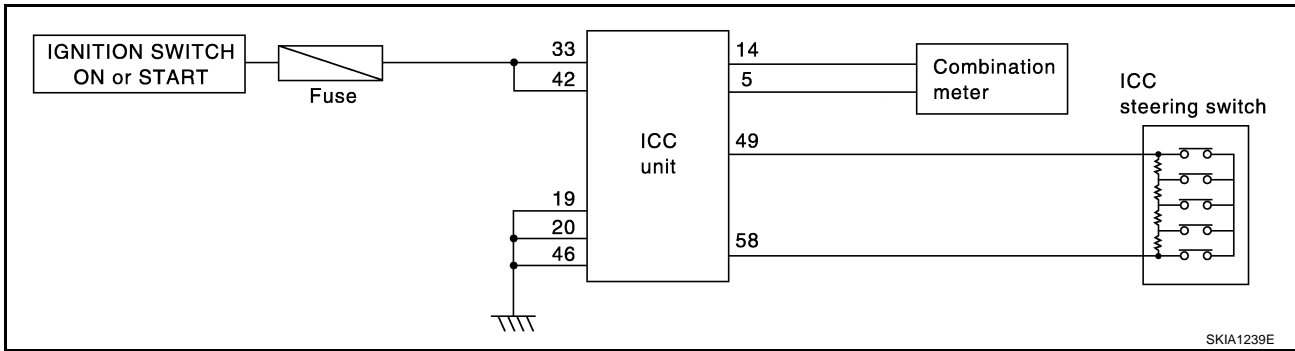 IGNITION SWITCH
ON or START
Fuse
33
42
19
20
46
ICC
unit
14
5
49
58
Combination
meter
ICC
steering switch
SKIA1239E